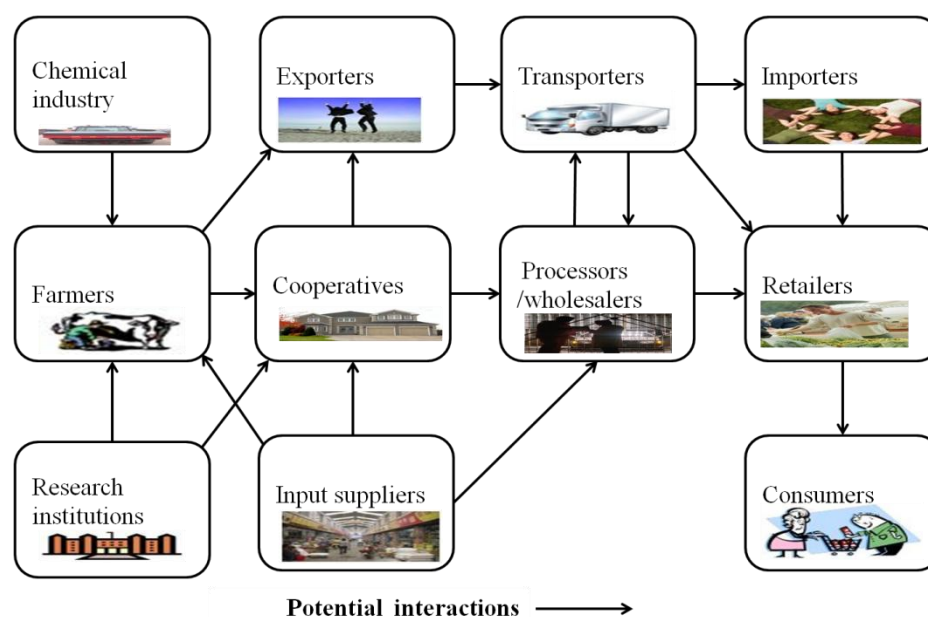 Chemical
industry
Exporters
Transporters
Importers
Farmers
Cooperatives
Processors
/wholesalers
Retailers
Research
institutions
Input suppliers
Consumers
Potential interactions